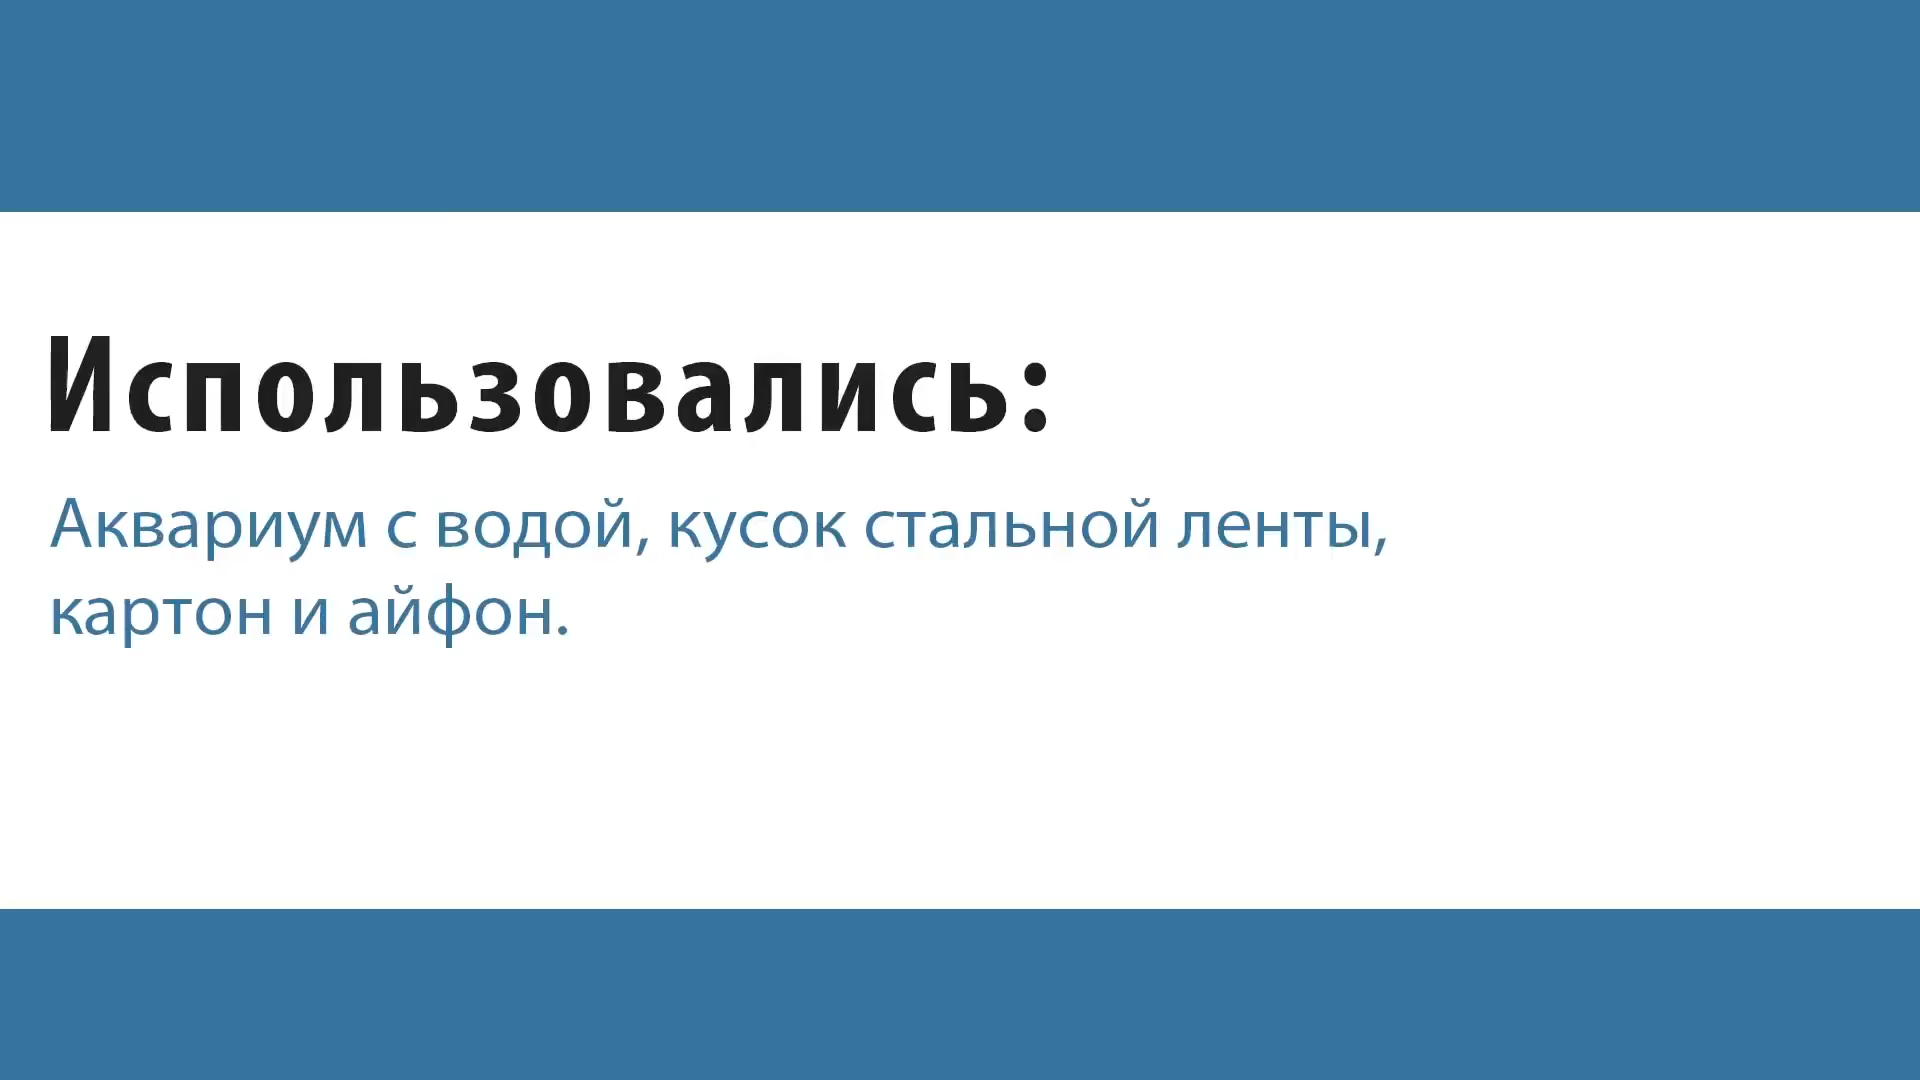 Использовались:
Аквариум с водой, кусок стальной ленты,
картон и айфон.